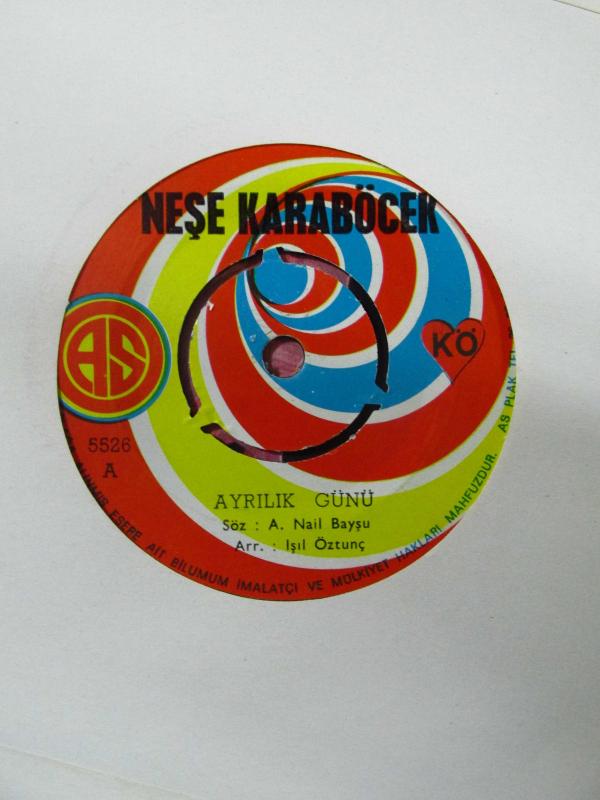 NEŞE KARABÖCEK
AS
KÖ
5526
A
AYRILIK GÜNÜ
Söz : A. Nail Bayşu
Arr. : Işıl Öztunç
ESERE AİT BİLUMUM İMALATÇI VE MÜLKİYET HAKLARI MAHFUZDUR. AS PLAK TEL